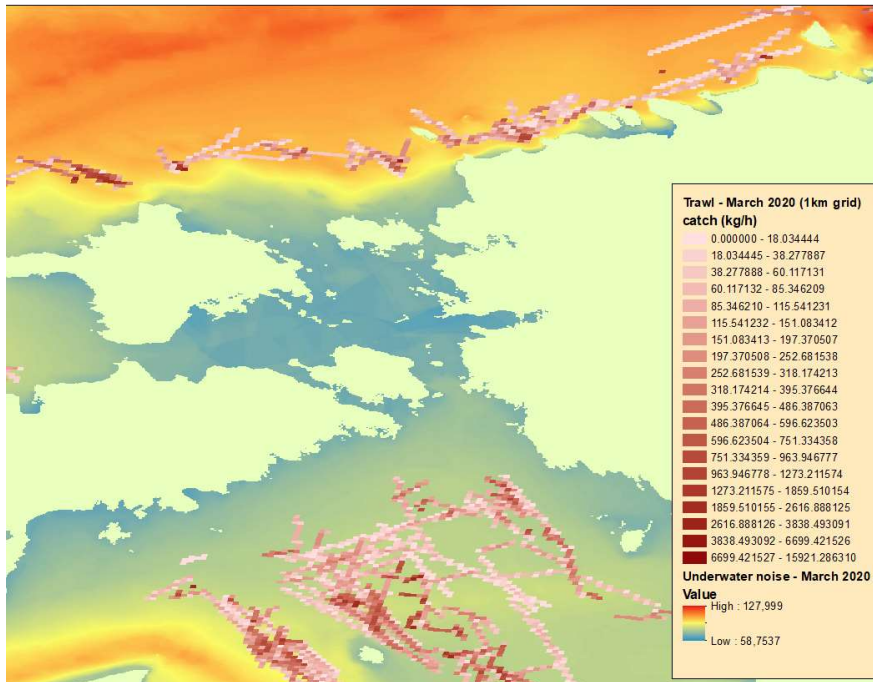 Trawl - March 2020 (1km grid)
catch (kg/h)
0.000000 - 18.034444
18.034445 - 38.277887
38.277888 - 60.117131
60.117132 - 85.346209
85.346210 - 115.541231
115.541232 - 151.083412
151.083413 - 197.370507
197.370508 - 252.681538
252.681539 - 318.174213
318.174214 - 395.376644
395.376645 - 486.387063
486.387064 - 596.623503
596.623504 - 751.334358
751.334359 - 963.946777
963.946778 - 1273.211574
1273.211575 - 1859.510154
1859.510155 - 2616.888125
2616.888126 - 3838.493091
3838.493092 - 6699.421526
6699.421527 - 15921.286310
Underwater noise - March 2020
Value
High : 127,999
Low : 58,7537